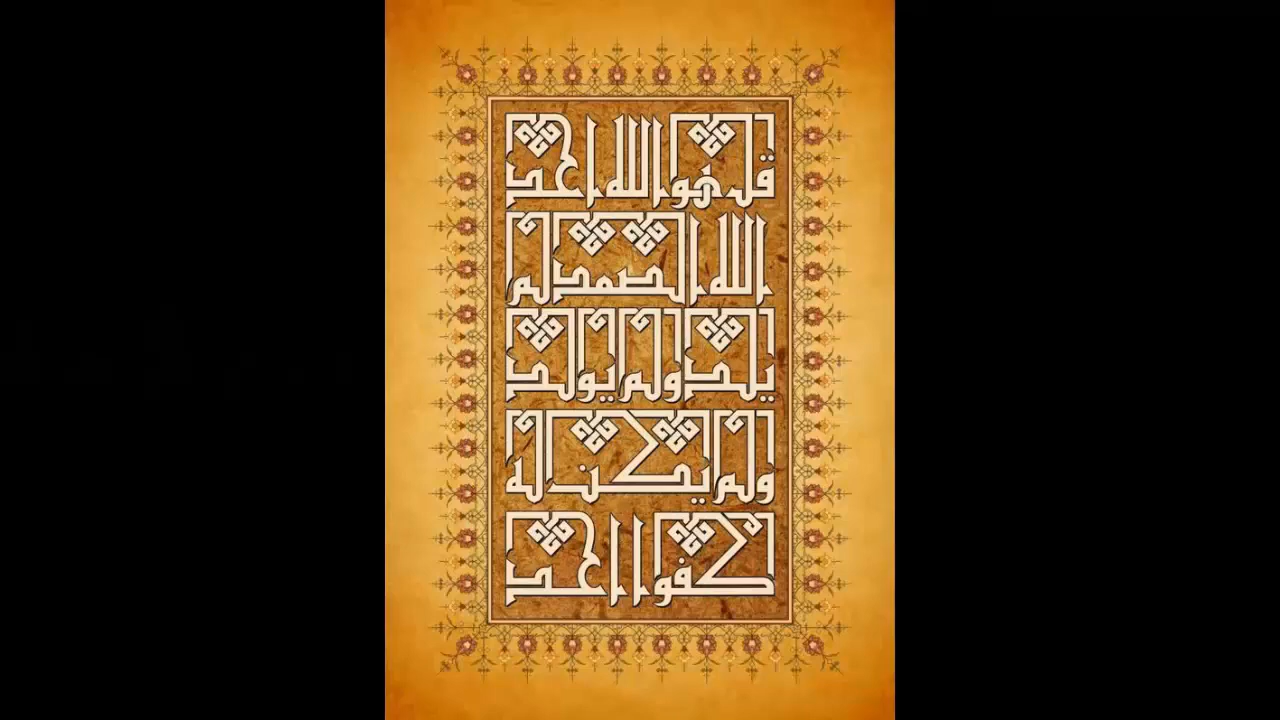 قل هو الله احد
الله الصمد لم
يلد ولم يولد
ولم يكن له
كفوا احد